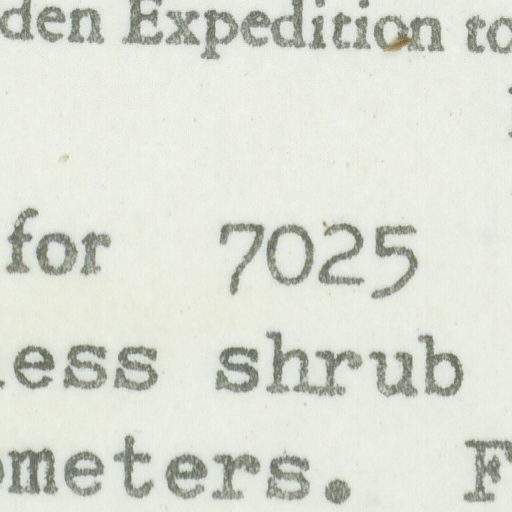 den Expedition to
for 7025
ess shrub
meters. F